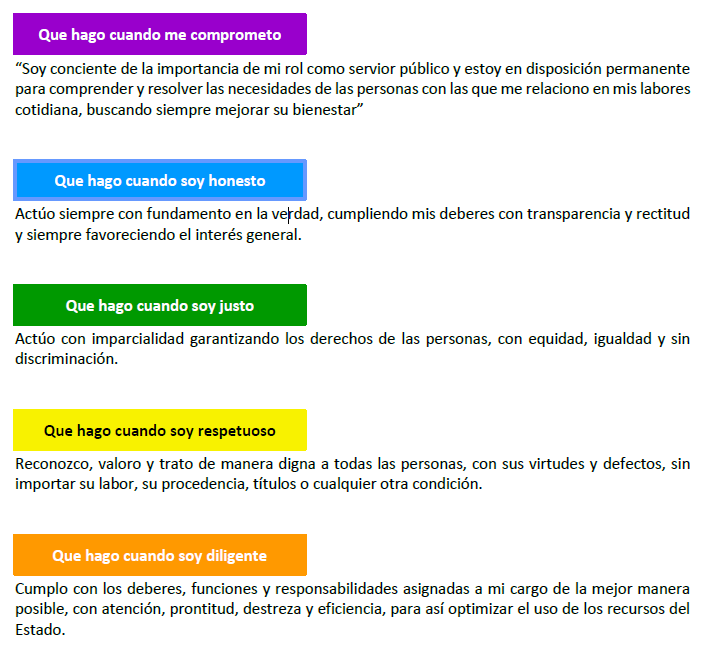 Que hago cuando me comprometo
“Soy conciente de la importancia de mi rol como servior público y estoy en disposición permanente
para comprender y resolver las necesidades de las personas con las que me relaciono en mis labores
cotidiana, buscando siempre mejorar su bienestar”
Que hago cuando soy honesto
Actúo siempre con fundamento en la verdad, cumpliendo mis deberes con transparencia y rectitud
y siempre favoreciendo el interés general.
Que hago cuando soy justo
Actúo con imparcialidad garantizando los derechos de las personas, con equidad, igualdad y sin
discriminación.
Que hago cuando soy respetuoso
Reconozco, valoro y trato de manera digna a todas las personas, con sus virtudes y defectos, sin
importar su labor, su procedencia, títulos o cualquier otra condición.
Que hago cuando soy diligente
Cumplo con los deberes, funciones y responsabilidades asignadas a mi cargo de la mejor manera
posible, con atención, prontitud, destreza y eficiencia, para así optimizar el uso de los recursos del
Estado.